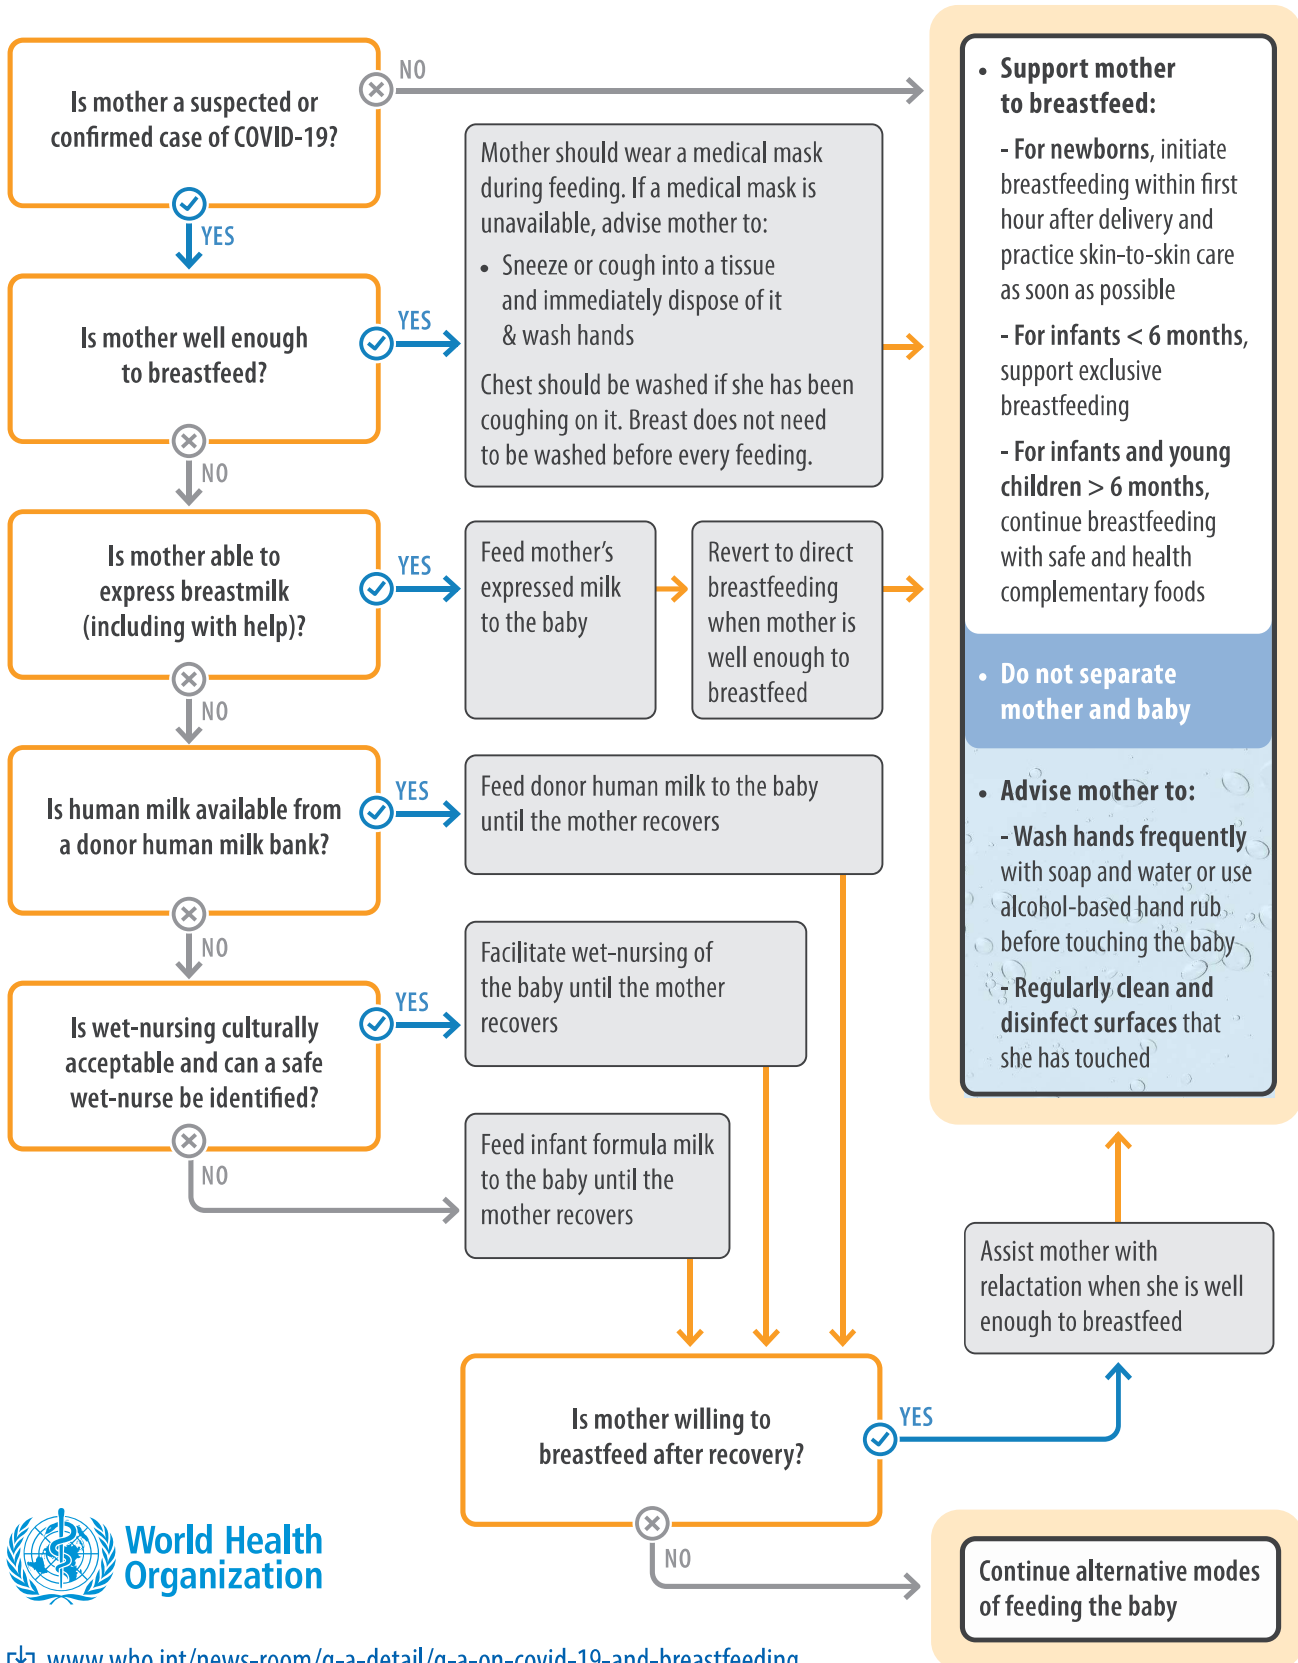 Is mother a suspected or
confirmed case of COVID-19?
NO
YES
Is mother well enough
to breastfeed?
YES
NO
Mother should wear a medical mask
during feeding. If a medical mask is
unavailable, advise mother to:
• Sneeze or cough into a tissue
and immediately dispose of it
& wash hands
Chest should be washed if she has been
coughing on it. Breast does not need
to be washed before every feeding.
Is mother able to
express breastmilk
(including with help)?
YES
NO
Feed mother's
expressed milk
to the baby
Revert to direct
breastfeeding
when mother is
well enough to
breastfeed
Is human milk available from
a donor human milk bank?
YES
NO
Feed donor human milk to the baby
until the mother recovers
Is wet-nursing culturally
acceptable and can a safe
wet-nurse be identified?
YES
NO
Facilitate wet-nursing of
the baby until the mother
recovers
Feed infant formula milk
to the baby until the
mother recovers
Is mother willing to
breastfeed after recovery?
YES
NO
Assist mother with
relactation when she is well
enough to breastfeed
• Support mother
to breastfeed:
- For newborns, initiate
breastfeeding within first
hour after delivery and
practice skin-to-skin care
as soon as possible
- For infants < 6 months,
support exclusive
breastfeeding
- For infants and young
children > 6 months,
continue breastfeeding
with safe and health
complementary foods
• Do not separate
mother and baby
• Advise mother to:
- Wash hands frequently
with soap and water or use
alcohol-based hand rub
before touching the baby
- Regularly clean and
disinfect surfaces that
she has touched
Continue alternative modes
of feeding the baby
World Health
Organization
www.who.int/news-room/q-a-detail/q-a-on-covid-19-and-breastfeeding